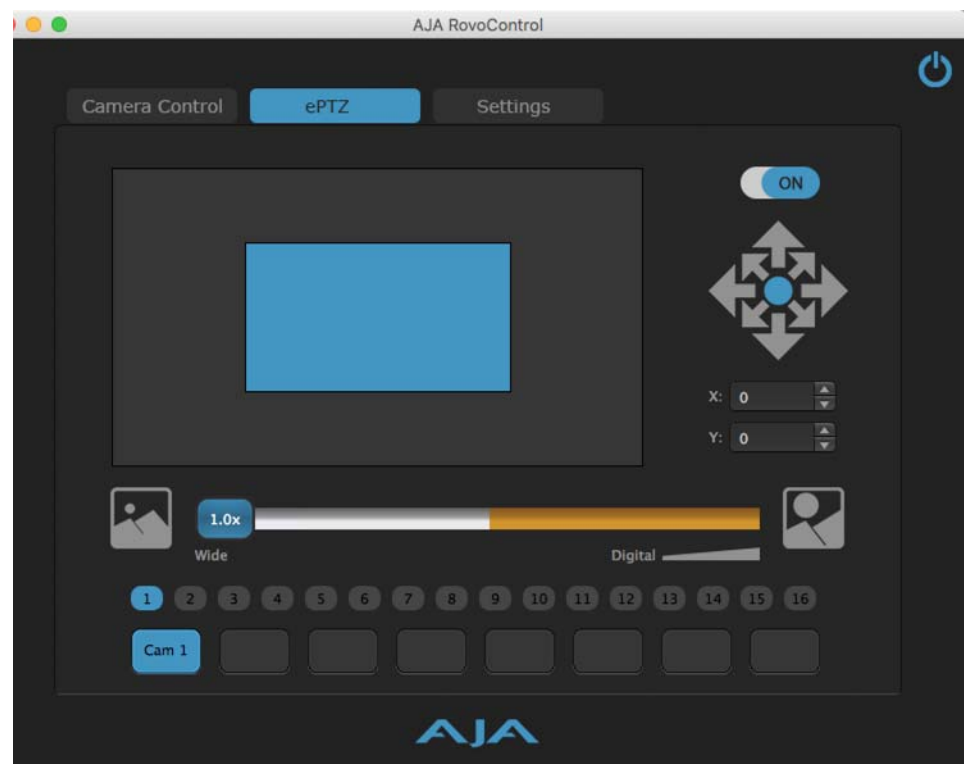 AJA RovoControl
Camera Control ePTZ Settings
ON
X: 0
Y: 0
1.0x
Wide Digital
1 2 3 4 5 6 7 8 9 10 11 12 13 14 15 16
Cam 1
AJA